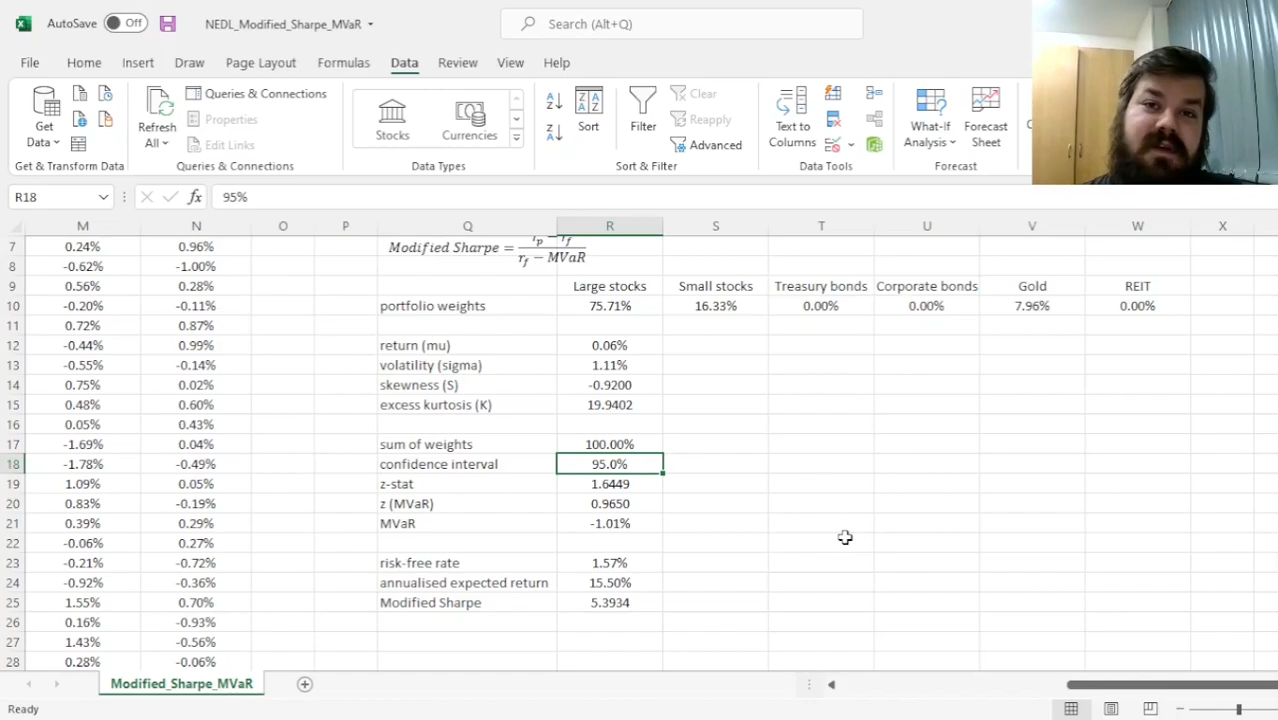 AutoSave Off NEDL_Modified_Sharpe_MVaR Search (Alt+Q)
File Home Insert Draw Page Layout Formulas Data Review View Help
Get Data Refresh All Queries & Connections Properties Edit Links Stocks Currencies Sort Filter Clear Reapply Advanced Text to Columns What-If Analysis Forecast Sheet
Get & Transform Data Queries & Connections Data Types Sort & Filter Data Tools Forecast
R18 fx 95%
M N O P Q R S T U V W X
7 0.24% 0.96% Modified Sharpe = rp − rf / rf − MVaR
8 -0.62% -1.00%
9 0.56% 0.28% Large stocks Small stocks Treasury bonds Corporate bonds Gold REIT
10 -0.20% -0.11% portfolio weights 75.71% 16.33% 0.00% 0.00% 7.96% 0.00%
11 0.72% 0.87%
12 -0.44% 0.99% return (mu) 0.06%
13 -0.55% -0.14% volatility (sigma) 1.11%
14 0.75% 0.02% skewness (S) -0.9200
15 0.48% 0.60% excess kurtosis (K) 19.9402
16 0.05% 0.43%
17 -1.69% 0.04% sum of weights 100.00%
18 -1.78% -0.49% confidence interval 95.0%
19 1.09% 0.05% z-stat 1.6449
20 0.83% -0.19% z (MVaR) 0.9650
21 0.39% 0.29% MVaR -1.01%
22 -0.06% 0.27%
23 -0.21% -0.72% risk-free rate 1.57%
24 -0.92% -0.36% annualised expected return 15.50%
25 1.55% 0.70% Modified Sharpe 5.3934
26 0.16% -0.93%
27 1.43% -0.56%
28 0.28% -0.06%
Modified_Sharpe_MVaR
Ready